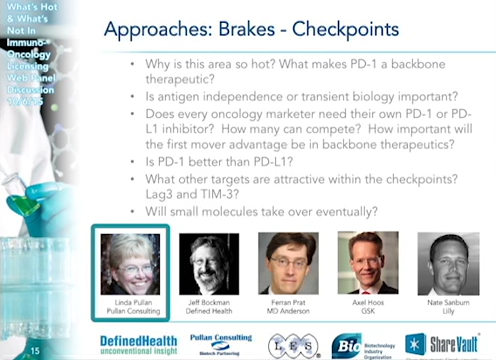 What's Hot
& What's
Not In
Immuno-
Oncology
Licensing
Web Panel
Discussion
10/6/15
Approaches: Brakes - Checkpoints
• Why is this area so hot? What makes PD-1 a backbone
therapeutic?
• Is antigen independence or transient biology important?
• Does every oncology marketer need their own PD-1 or PD-
L1 inhibitor? How many can compete? How important will
the first mover advantage be in backbone therapeutics?
• Is PD-1 better than PD-L1?
• What other targets are attractive within the checkpoints?
Lag3 and TIM-3?
• Will small molecules take over eventually?
Linda Pullan
Pullan Consulting
Jeff Bockman
Defined Health
Ferran Prat
MD Anderson
Axel Hoos
GSK
Nate Sanburn
Lilly
15
DefinedHealth
unconventional insight
Pullan Consulting
Biotech Partnering
L E S
Bio
Biotechnology
Industry
Organization
ShareVault